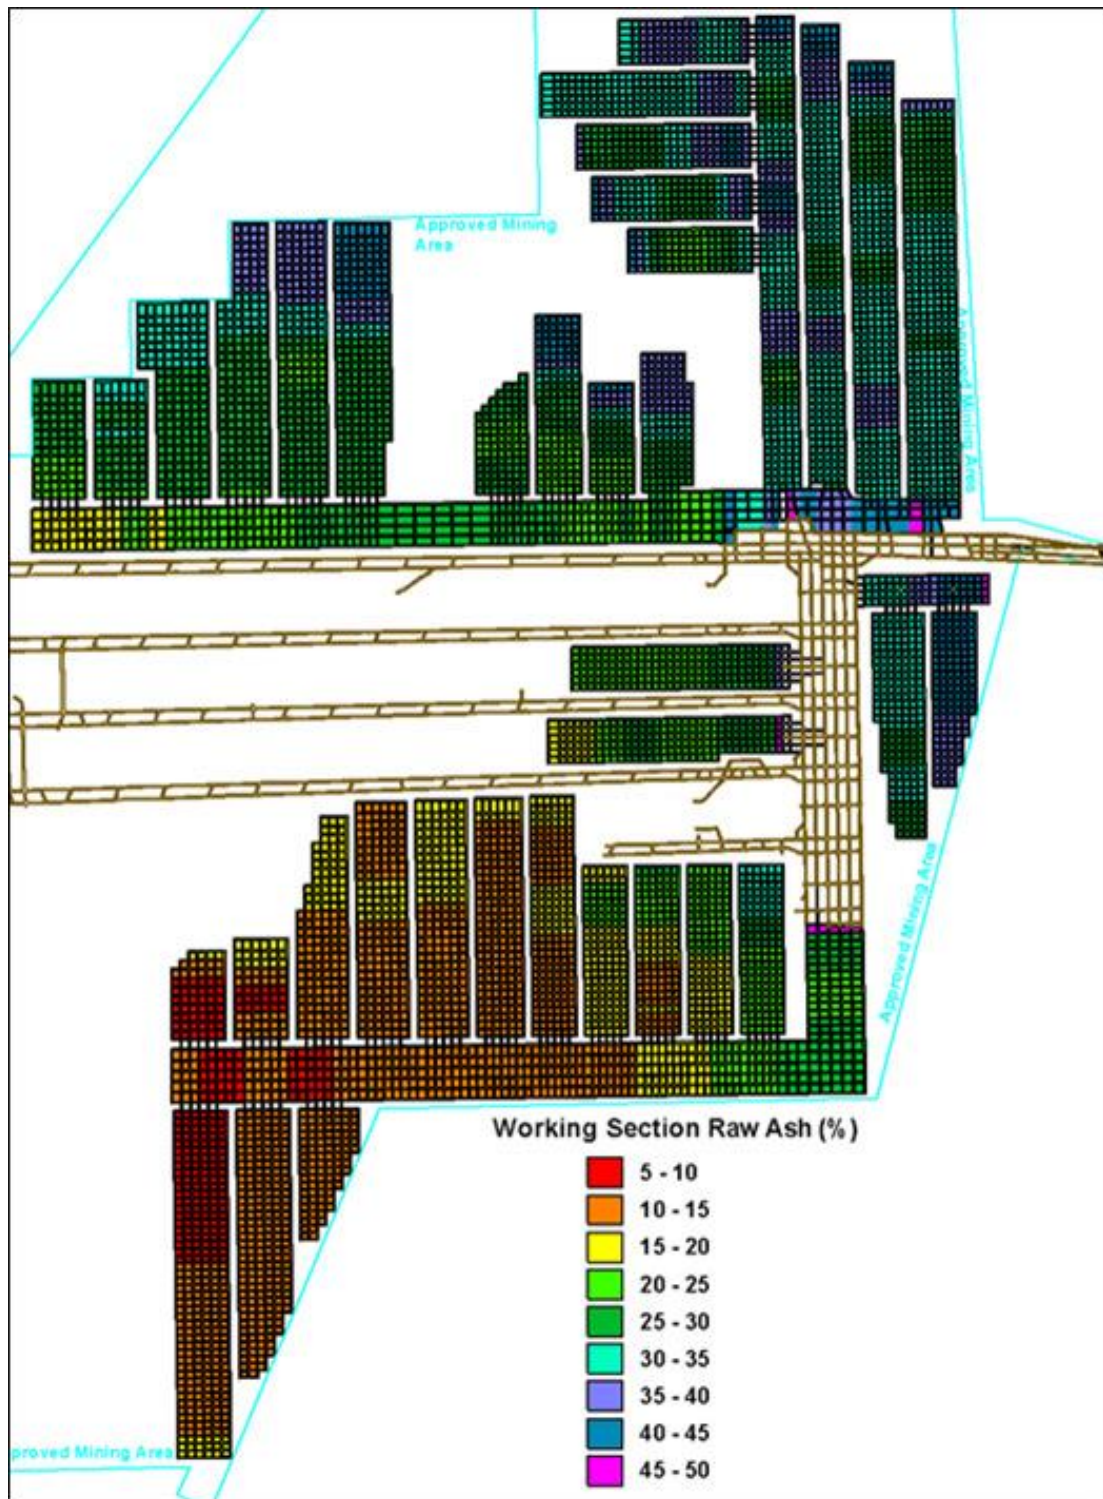 Approved Mining
Area
Approved Mining Area
Approved Mining Area
Working Section Raw Ash (%)
5 - 10
10 - 15
15 - 20
20 - 25
25 - 30
30 - 35
35 - 40
40 - 45
45 - 50
proved Mining Area